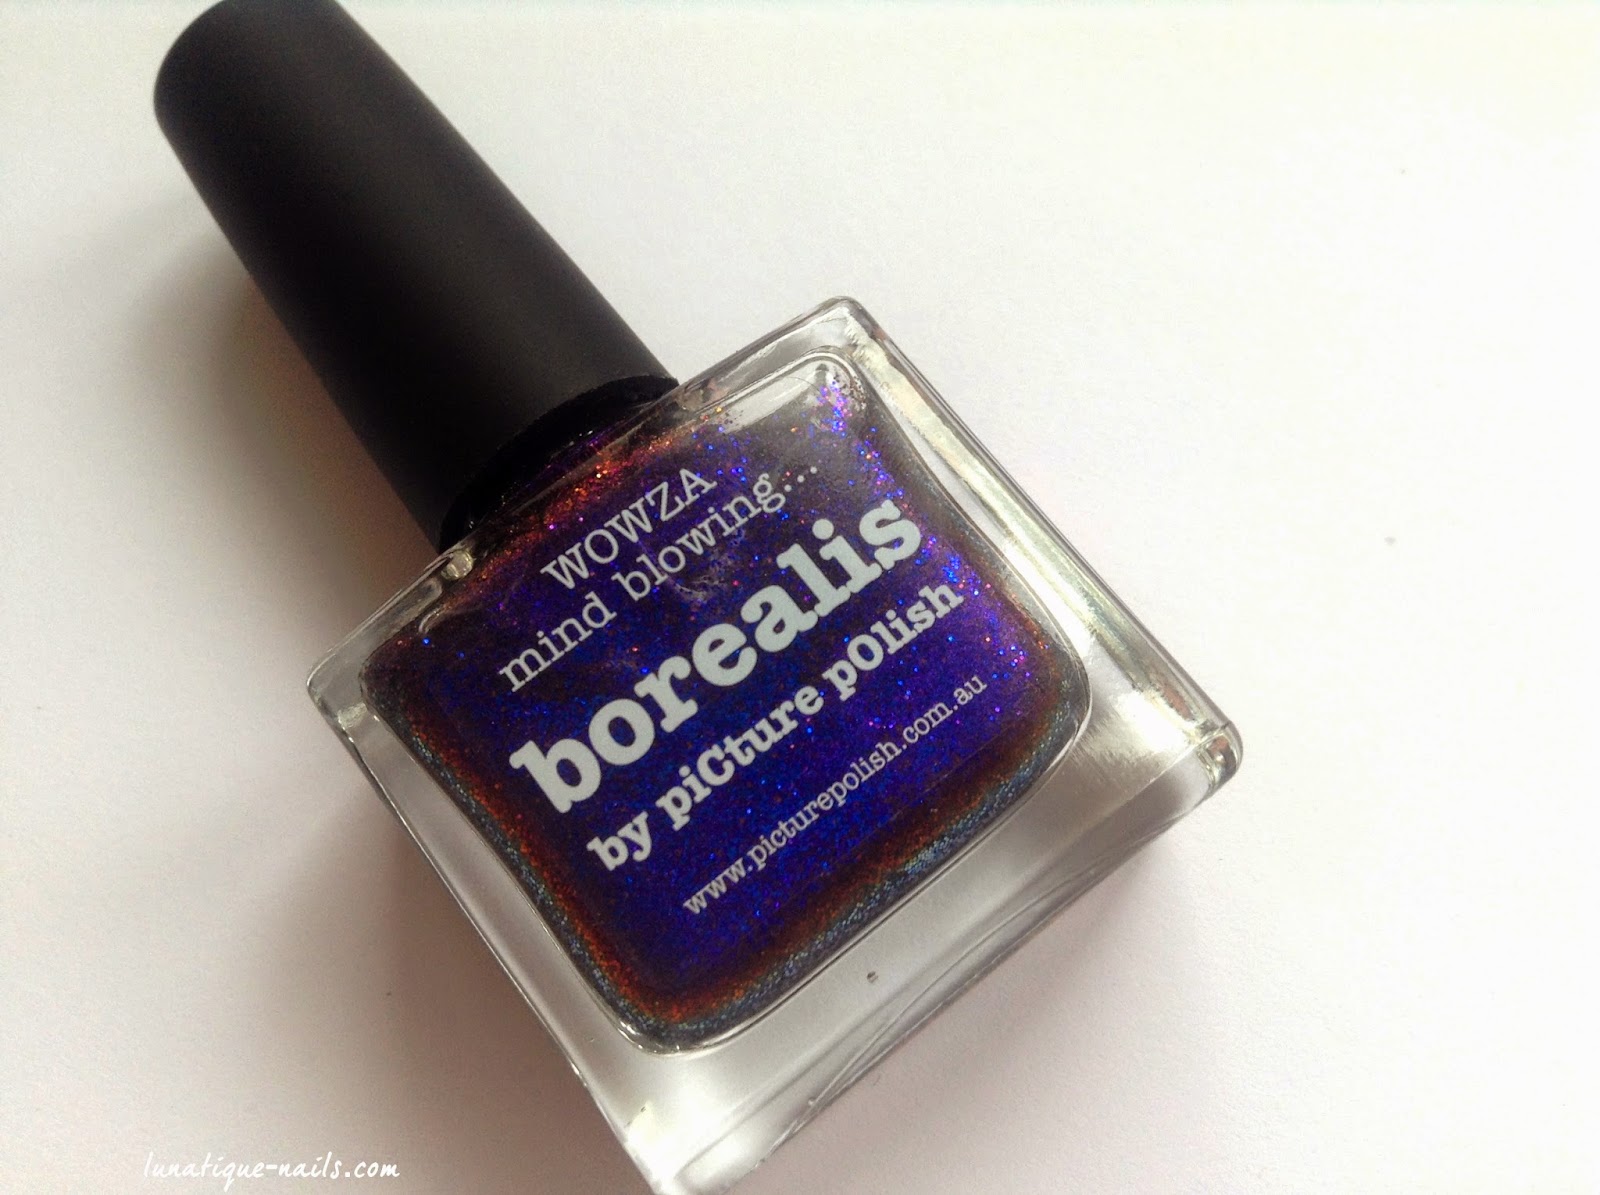 WOWZA
mind blowing...
borealis
by piCture pOlish
www.picturepolish.com.au
lunatique-nails.com